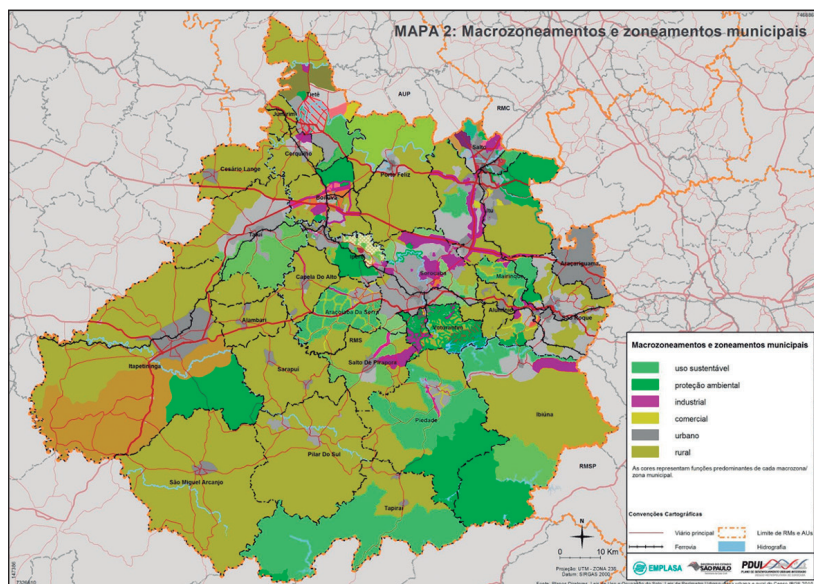 MAPA 2: Macrozoneamentos e zoneamentos municipais
AUP
RMC
Tietê
Jumirim
Cerquilho
Salto
Cesário Lange
Porto Feliz
Boituva
Itu
Tatuí
Iperó
Araçariguama
Sorocaba
Mairinque
Capela Do Alto
Araçoiaba Da Serra
Votorantim
Alumínio
São Roque
Alambari
RMS
Salto De Pirapora
Itapetininga
Sarapuí
Ibiúna
Piedade
Pilar Do Sul
São Miguel Arcanjo
RMSP
Tapiraí
Macrozoneamentos e zoneamentos municipais
uso sustentável
proteção ambiental
industrial
comercial
urbano
rural
As cores representam funções predominantes de cada macrozona/
zona municipal.
Convenções Cartográficas
Viário principal
Limite de RMs e AUs
Ferrovia
Hidrografia
N
0 10 Km
Projeção: UTM - ZONA 23S
Datum: SIRGAS 2000
EMPLASA
SÃO PAULO
PDUI